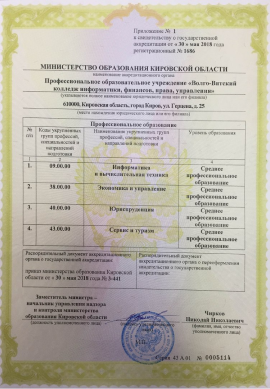 Приложение № 1
к свидетельству о государственной
аккредитации от « 30 » мая 2018 года
регистрационный № 1686
МИНИСТЕРСТВО ОБРАЗОВАНИЯ КИРОВСКОЙ ОБЛАСТИ
наименование аккредитационного органа
Профессиональное образовательное учреждение «Волго-Вятский
колледж информатики, финансов, права, управления»
(указывается полное наименование юридического лица или его филиала)
610000, Кировская область, город Киров, ул. Герцена, д. 25
(место нахождения юридического лица или его филиала)
Профессиональное образование
№ п/п
Коды укрупненных групп профессий, специальностей и направлений подготовки
Наименования укрупненных групп профессий, специальностей и направлений подготовки
Уровень образования
1. 09.00.00 Информатика и вычислительная техника Среднее профессиональное образование
2. 38.00.00 Экономика и управление Среднее профессиональное образование
3. 40.00.00 Юриспруденция Среднее профессиональное образование
4. 43.00.00 Сервис и туризм Среднее профессиональное образование
Распорядительный документ аккредитационного органа о государственной аккредитации:
Распорядительный документ аккредитационного органа о переоформлении свидетельства о государственной аккредитации:
приказ министерства образования Кировской области от « 30 » мая 2018 года № 5-441
Заместитель министра –
начальник управления надзора
и контроля министерства
образования Кировской области
(должность уполномоченного лица)
Чирков
Николай Николаевич
(фамилия, имя, отчество уполномоченного лица)
М.П.
Серия 43 А 01 № 0005114